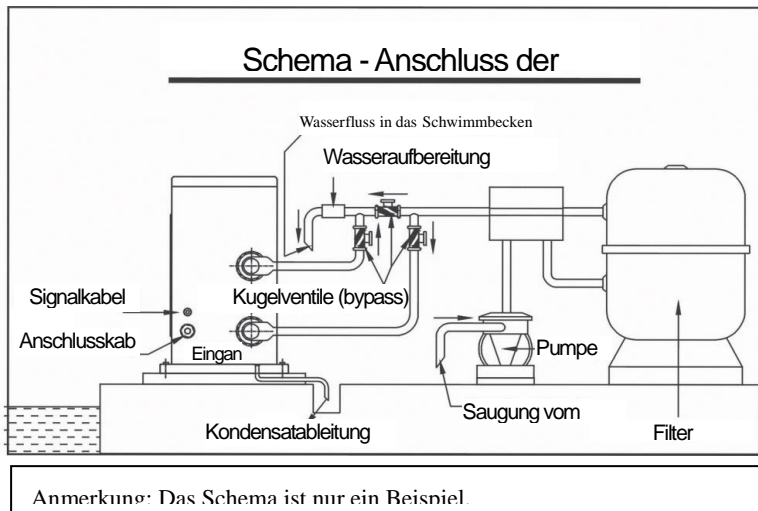 Schema - Anschluss der
Wasserfluss in das Schwimmbecken
Wasseraufbereitung
Signalkabel
Kugelventile (bypass)
Anschlusskab
Eingan
Pumpe
Kondensatableitung
Saugung vom
Filter
Anmerkung: Das Schema ist nur ein Beispiel.